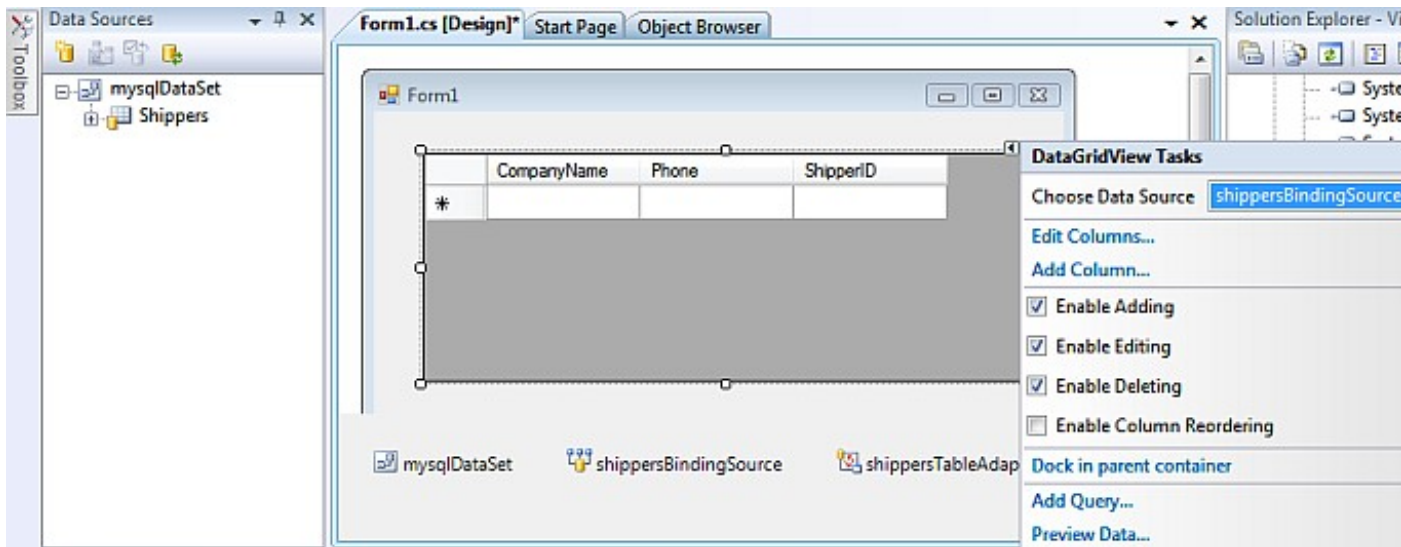 Toolbox
Data Sources
mysqlDataSet
Shippers
Form1.cs [Design]* Start Page Object Browser
Form1
CompanyName Phone ShipperID
mysqlDataSet shippersBindingSource shippersTableAdap
Solution Explorer - Vi
Syste
Syste
DataGridView Tasks
Choose Data Source shippersBindingSource
Edit Columns...
Add Column...
Enable Adding
Enable Editing
Enable Deleting
Enable Column Reordering
Dock in parent container
Add Query...
Preview Data...